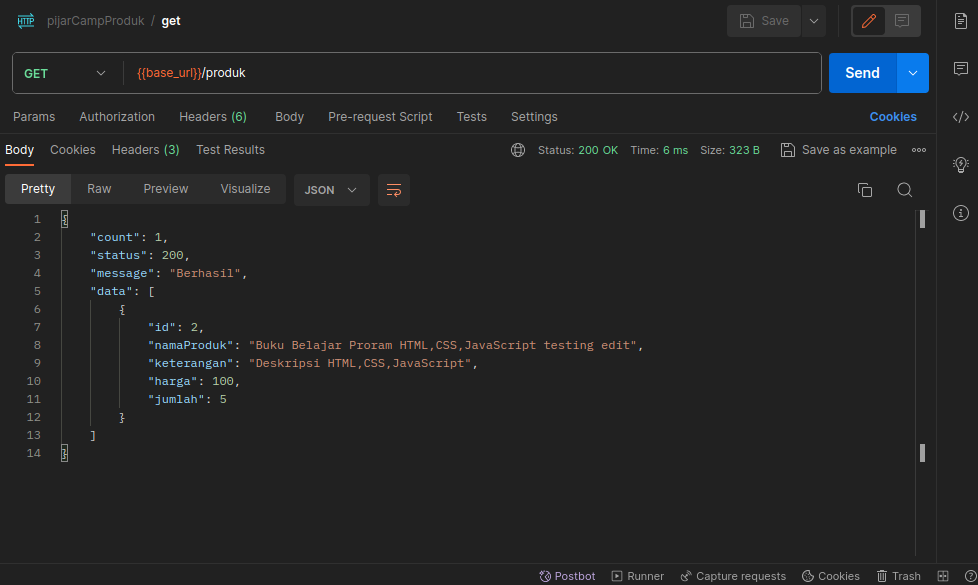 HTTP pijarCampProduk / get Save
GET {{base_url}}/produk Send
Params Authorization Headers (6) Body Pre-request Script Tests Settings Cookies
Body Cookies Headers (3) Test Results Status: 200 OK Time: 6 ms Size: 323 B Save as example
Pretty Raw Preview Visualize JSON
1 {
2 "count": 1,
3 "status": 200,
4 "message": "Berhasil",
5 "data": [
6 {
7 "id": 2,
8 "namaProduk": "Buku Belajar Proram HTML,CSS,JavaScript testing edit",
9 "keterangan": "Deskripsi HTML,CSS,JavaScript",
10 "harga": 100,
11 "jumlah": 5
12 }
13 ]
14 }
Postbot Runner Capture requests Cookies Trash